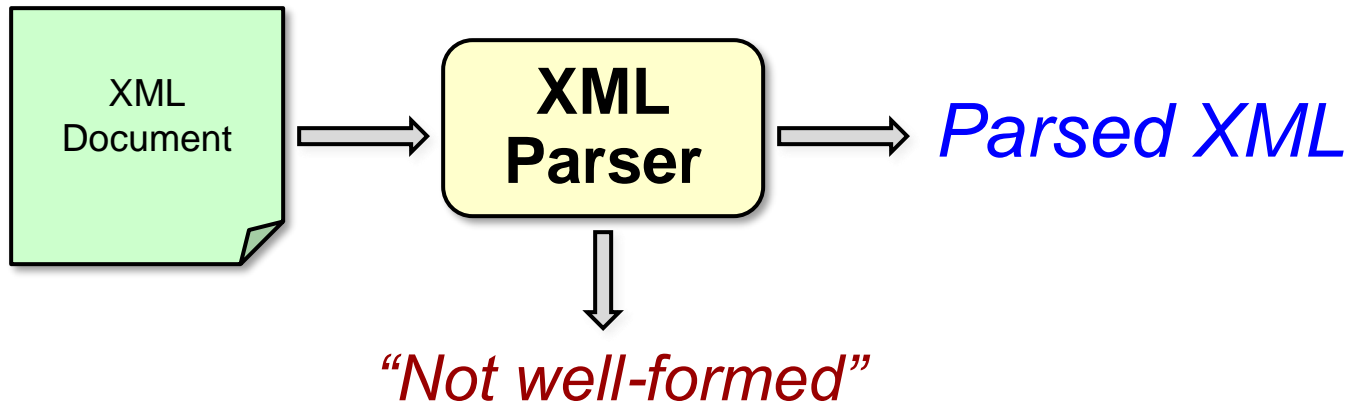 XML
Document
XML
Parser
Parsed XML
“Not well-formed”